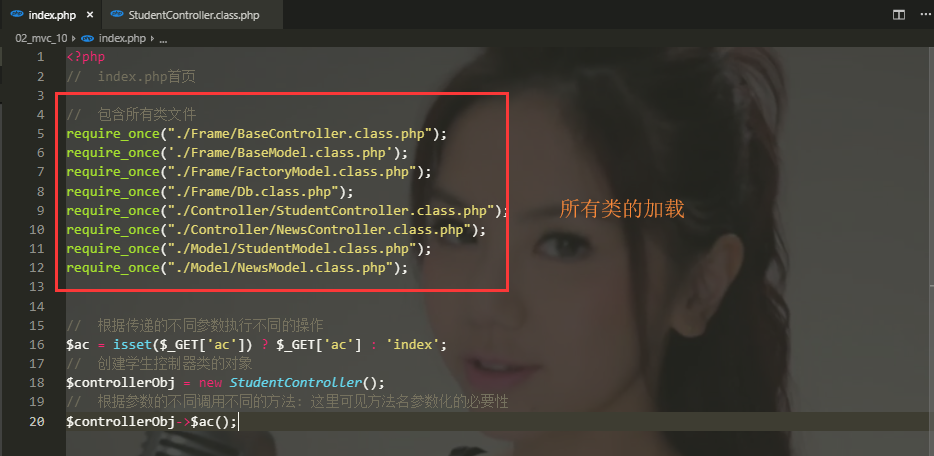 index.php × StudentController.class.php
02_mvc_10 › index.php › ...
1 <?php
2 // index.php首页
3
4 // 包含所有类文件
5 require_once("./Frame/BaseController.class.php");
6 require_once('./Frame/BaseModel.class.php');
7 require_once("./Frame/FactoryModel.class.php");
8 require_once("./Frame/Db.class.php");
9 require_once("./Controller/StudentController.class.php");
所有类的加载
10 require_once("./Controller/NewsController.class.php");
11 require_once("./Model/StudentModel.class.php");
12 require_once("./Model/NewsModel.class.php");
13
14
15 // 根据传递的不同参数执行不同的操作
16 $ac = isset($_GET['ac']) ? $_GET['ac'] : 'index';
17 // 创建学生控制器类的对象
18 $controllerObj = new StudentController();
19 // 根据参数的不同调用不同的方法: 这里可见方法名参数化的必要性
20 $controllerObj->$ac();